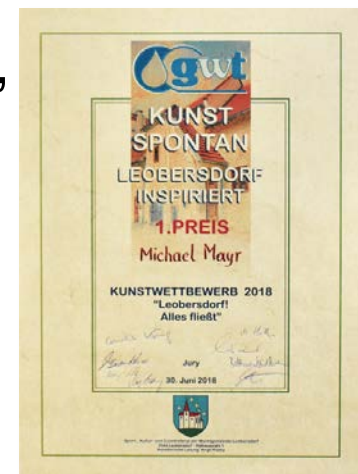 gwt
KUNST
SPONTAN
LEOBERSDORF
INSPIRIERT
1.PREIS
Michael Mayr
KUNSTWETTBEWERB 2018
"Leobersdorf!
Alles fließt"
Jury
30. Juni 2018